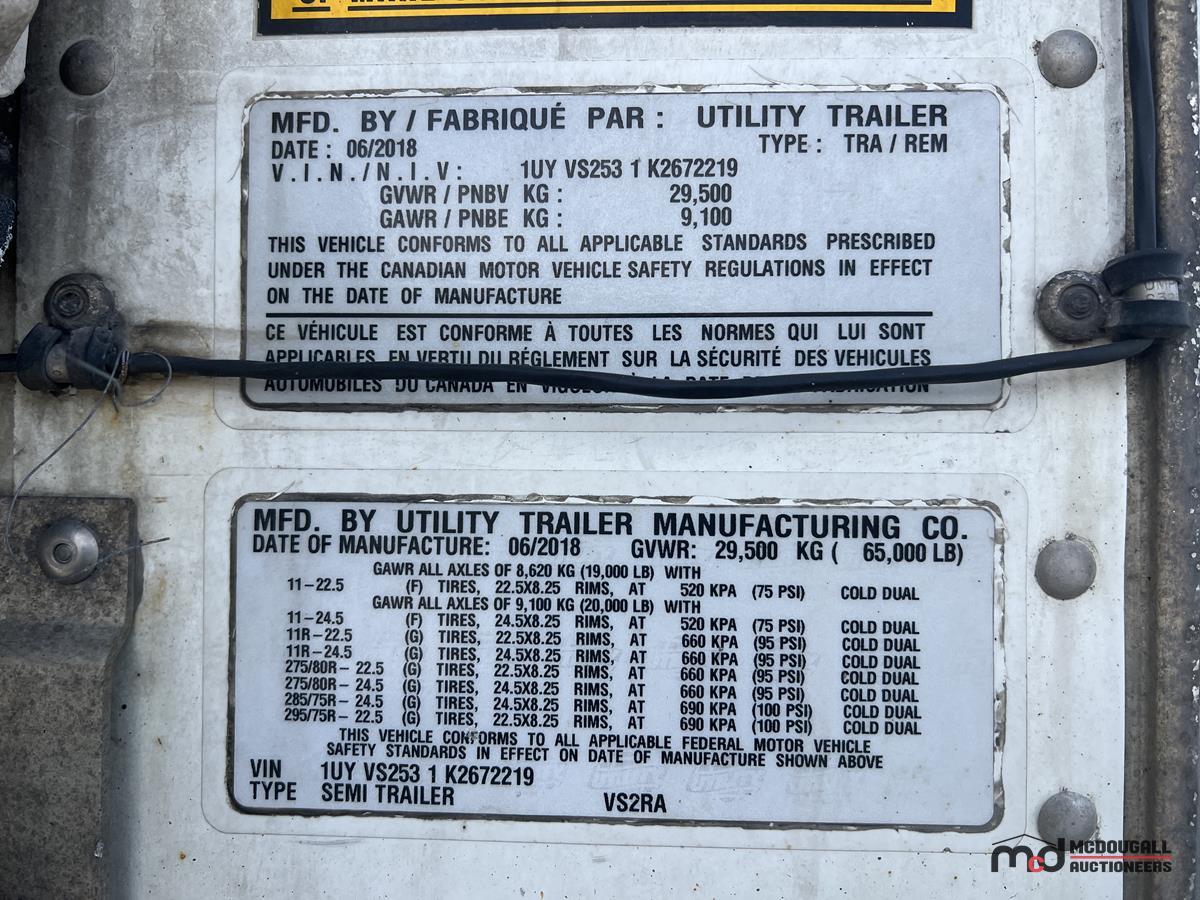 MFD. BY / FABRIQUÉ PAR : UTILITY TRAILER
DATE : 06/2018 TYPE : TRA / REM
V.I.N./N.I.V: 1UY VS253 1 K2672219
GVWR / PNBV KG : 29,500
GAWR / PNBE KG : 9,100
THIS VEHICLE CONFORMS TO ALL APPLICABLE STANDARDS PRESCRIBED
UNDER THE CANADIAN MOTOR VEHICLE SAFETY REGULATIONS IN EFFECT
ON THE DATE OF MANUFACTURE
CE VÉHICULE EST CONFORME À TOUTES LES NORMES QUI LUI SONT
APPLICABLES EN VERTU DU RÉGLEMENT SUR LA SÉCURITÉ DES VEHICULES
AUTOMOBILES DU CANADA EN
MFD. BY UTILITY TRAILER MANUFACTURING CO.
DATE OF MANUFACTURE: 06/2018 GVWR: 29,500 KG ( 65,000 LB)
GAWR ALL AXLES OF 8,620 KG (19,000 LB) WITH
11-22.5 (F) TIRES, 22.5X8.25 RIMS, AT 520 KPA (75 PSI) COLD DUAL
GAWR ALL AXLES OF 9,100 KG (20,000 LB) WITH
11-24.5 (F) TIRES, 24.5X8.25 RIMS, AT 520 KPA (75 PSI) COLD DUAL
11R-22.5 (G) TIRES, 22.5X8.25 RIMS, AT 660 KPA (95 PSI) COLD DUAL
11R-24.5 (G) TIRES, 24.5X8.25 RIMS, AT 660 KPA (95 PSI) COLD DUAL
275/80R- 22.5 (G) TIRES, 22.5X8.25 RIMS, AT 660 KPA (95 PSI) COLD DUAL
275/80R- 24.5 (G) TIRES, 24.5X8.25 RIMS, AT 660 KPA (95 PSI) COLD DUAL
285/75R- 24.5 (G) TIRES, 24.5X8.25 RIMS, AT 690 KPA (100 PSI) COLD DUAL
295/75R- 22.5 (G) TIRES, 22.5X8.25 RIMS, AT 690 KPA (100 PSI) COLD DUAL
THIS VEHICLE CONFORMS TO ALL APPLICABLE FEDERAL MOTOR VEHICLE
SAFETY STANDARDS IN EFFECT ON DATE OF MANUFACTURE SHOWN ABOVE
VIN 1UY VS253 1 K2672219
TYPE SEMI TRAILER VS2RA
mcd MCDOUGALL
AUCTIONEERS